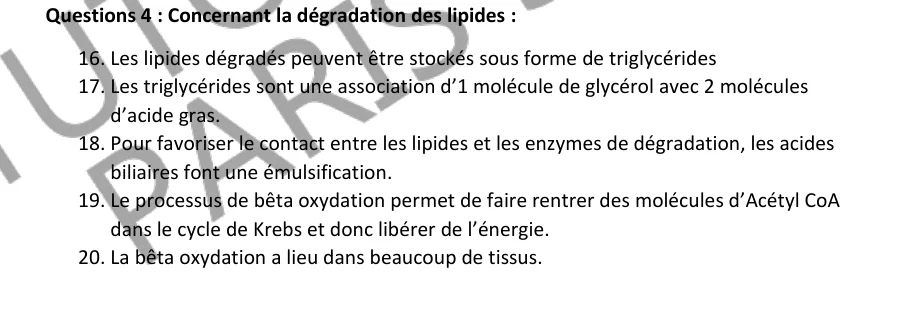 Questions 4 : Concernant la dégradation des lipides :
16. Les lipides dégradés peuvent être stockés sous forme de triglycérides
17. Les triglycérides sont une association d'1 molécule de glycérol avec 2 molécules
d'acide gras.
18. Pour favoriser le contact entre les lipides et les enzymes de dégradation, les acides
biliaires font une émulsification.
19. Le processus de bêta oxydation permet de faire rentrer des molécules d'Acétyl CoA
dans le cycle de Krebs et donc libérer de l'énergie.
20. La bêta oxydation a lieu dans beaucoup de tissus.
TUTO
PARIS